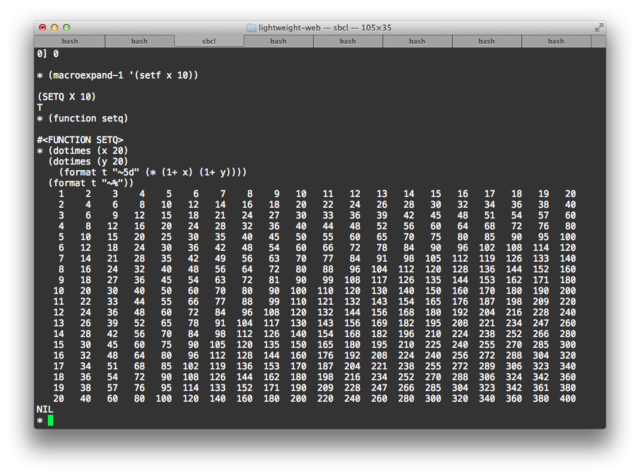 lightweight-web — sbcl — 105×35
bash bash sbcl bash bash bash bash bash
0] 0
* (macroexpand-1 '(setf x 10))
(SETQ X 10)
T
* (function setq)
#<FUNCTION SETQ>
* (dotimes (x 20)
(dotimes (y 20)
(format t "~5d" (* (1+ x) (1+ y))))
(format t "~%"))
1 2 3 4 5 6 7 8 9 10 11 12 13 14 15 16 17 18 19 20
2 4 6 8 10 12 14 16 18 20 22 24 26 28 30 32 34 36 38 40
3 6 9 12 15 18 21 24 27 30 33 36 39 42 45 48 51 54 57 60
4 8 12 16 20 24 28 32 36 40 44 48 52 56 60 64 68 72 76 80
5 10 15 20 25 30 35 40 45 50 55 60 65 70 75 80 85 90 95 100
6 12 18 24 30 36 42 48 54 60 66 72 78 84 90 96 102 108 114 120
7 14 21 28 35 42 49 56 63 70 77 84 91 98 105 112 119 126 133 140
8 16 24 32 40 48 56 64 72 80 88 96 104 112 120 128 136 144 152 160
9 18 27 36 45 54 63 72 81 90 99 108 117 126 135 144 153 162 171 180
10 20 30 40 50 60 70 80 90 100 110 120 130 140 150 160 170 180 190 200
11 22 33 44 55 66 77 88 99 110 121 132 143 154 165 176 187 198 209 220
12 24 36 48 60 72 84 96 108 120 132 144 156 168 180 192 204 216 228 240
13 26 39 52 65 78 91 104 117 130 143 156 169 182 195 208 221 234 247 260
14 28 42 56 70 84 98 112 126 140 154 168 182 196 210 224 238 252 266 280
15 30 45 60 75 90 105 120 135 150 165 180 195 210 225 240 255 270 285 300
16 32 48 64 80 96 112 128 144 160 176 192 208 224 240 256 272 288 304 320
17 34 51 68 85 102 119 136 153 170 187 204 221 238 255 272 289 306 323 340
18 36 54 72 90 108 126 144 162 180 198 216 234 252 270 288 306 324 342 360
19 38 57 76 95 114 133 152 171 190 209 228 247 266 285 304 323 342 361 380
20 40 60 80 100 120 140 160 180 200 220 240 260 280 300 320 340 360 380 400
NIL
*